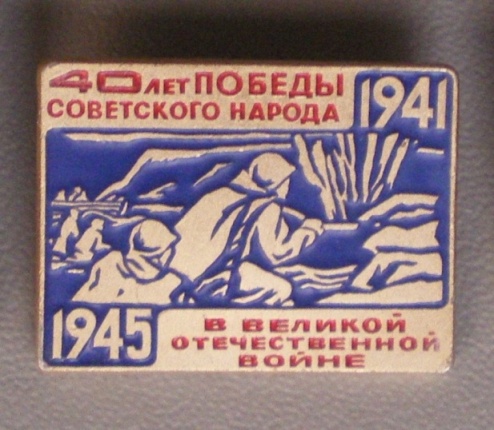 40 ЛЕТ ПОБЕДЫ
СОВЕТСКОГО НАРОДА
1941
1945
В ВЕЛИКОЙ
ОТЕЧЕСТВЕННОЙ
ВОЙНЕ